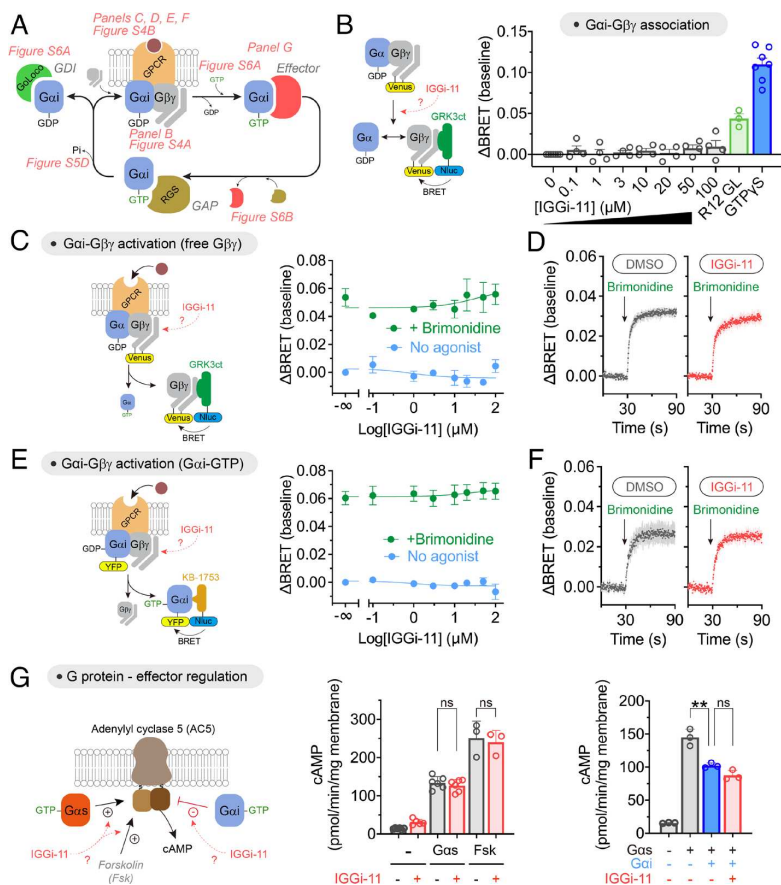 A
Panels C, D, E, F
Figure S4B
Figure S6A
GoLoco
GDI
GPCR
Figure S6A
Panel G
Effector
Gαi
GDP
Gαi
Gβγ
GDP
GTP
GDP
Gαi
GTP
Panel B
Figure S4A
Pi
Figure S5D
Gαi
GTP
RGS
GAP
Figure S6B
B
• Gαi-Gβγ association
Gα
Gβγ
GDP
Venus
IGGi-11
?
GRK3ct
Gα
GDP
Gβγ
Venus
Nluc
BRET
ΔBRET (baseline)
0.15
0.10
0.05
0.00
0
0.1
1
3
10
20
50
100
R12 GL
GTPγS
[IGGi-11] (μM)
C
• Gαi-Gβγ activation (free Gβγ)
GPCR
Gα
Gβγ
GDP
Venus
IGGi-11
?
GRK3ct
Gα
GTP
Gβγ
Venus
Nluc
BRET
ΔBRET (baseline)
0.08
0.06
0.04
0.02
0.00
+ Brimonidine
No agonist
-∞
-1
0
1
2
Log[IGGi-11] (μM)
D
ΔBRET (baseline)
0.06
0.04
0.02
0.00
DMSO
IGGi-11
Brimonidine
Brimonidine
0
30
90
0
30
90
Time (s)
Time (s)
E
• Gαi-Gβγ activation (Gαi-GTP)
GPCR
GDP
Gαi
Gβγ
YFP
IGGi-11
?
KB-1753
Gβγ
GTP
Gαi
YFP
Nluc
BRET
ΔBRET (baseline)
0.08
0.06
0.04
0.02
0.00
+Brimonidine
No agonist
-∞
-1
0
1
2
Log[IGGi-11] (μM)
F
ΔBRET (baseline)
0.06
0.04
0.02
0.00
DMSO
IGGi-11
Brimonidine
Brimonidine
0
30
90
0
30
90
Time (s)
Time (s)
G
• G protein - effector regulation
Adenylyl cyclase 5 (AC5)
GTP
Gαs
+
-
Gαi
GTP
+
IGGi-11
?
Forskolin
(Fsk)
cAMP
?
IGGi-11
cAMP
(pmol/min/mg membrane)
400
300
200
100
0
ns
ns
-
Gαs
Fsk
IGGi-11
-
+
-
+
-
+
cAMP
(pmol/min/mg membrane)
200
150
100
50
0
**
ns
Gαs
-
+
+
+
Gαi
-
-
+
+
IGGi-11
-
-
-
+